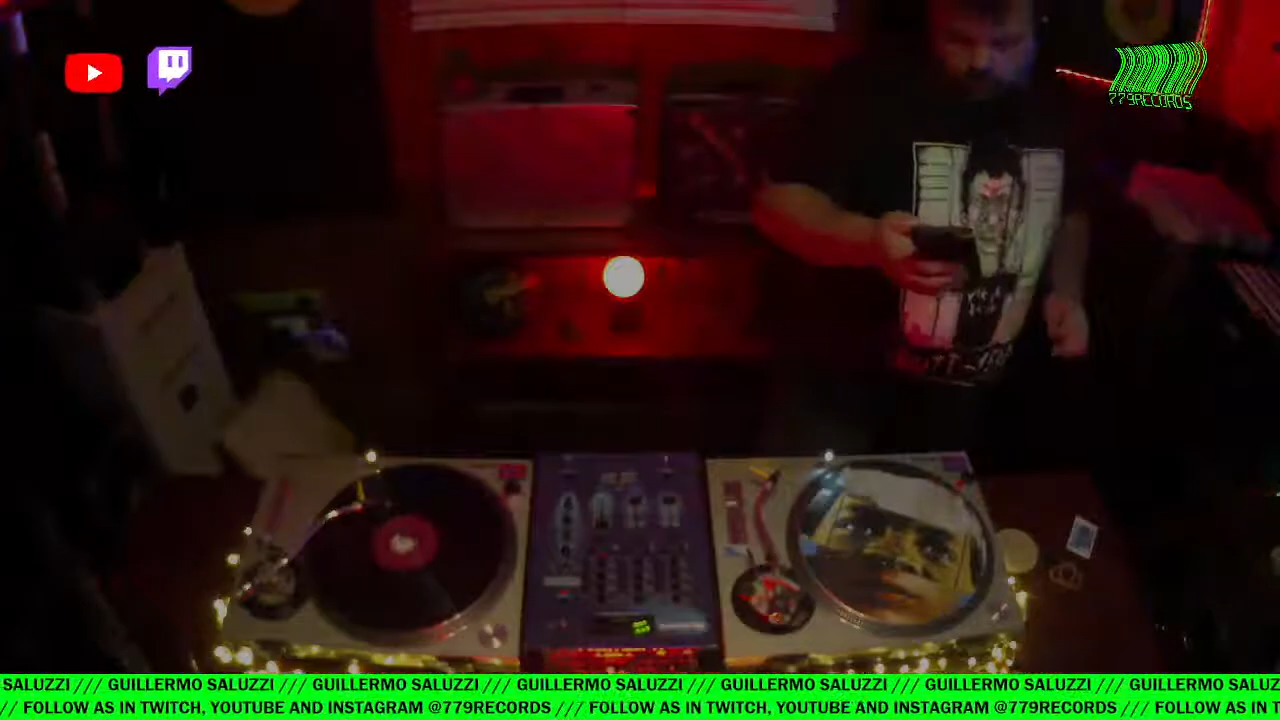 779RECORDS
SALUZZI /// GUILLERMO SALUZZI //// GUILLERMO SALUZZI /// GUILLERMO SALUZZI //// GUILLERMO SALUZZI /// GUILLERMO SALUZZI /// GUILLERMO
// FOLLOW AS IN TWITCH, YOUTUBE AND INSTAGRAM @779RECORDS /// FOLLOW AS IN TWITCH, YOUTUBE AND INSTAGRAM @779RECORDS /// FOLLOW AS IN